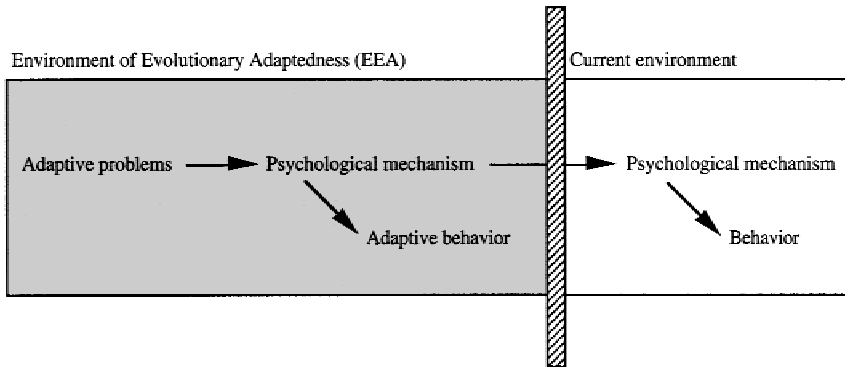 Environment of Evolutionary Adaptedness (EEA)
Current environment
Adaptive problems
Psychological mechanism
Psychological mechanism
Adaptive behavior
Behavior